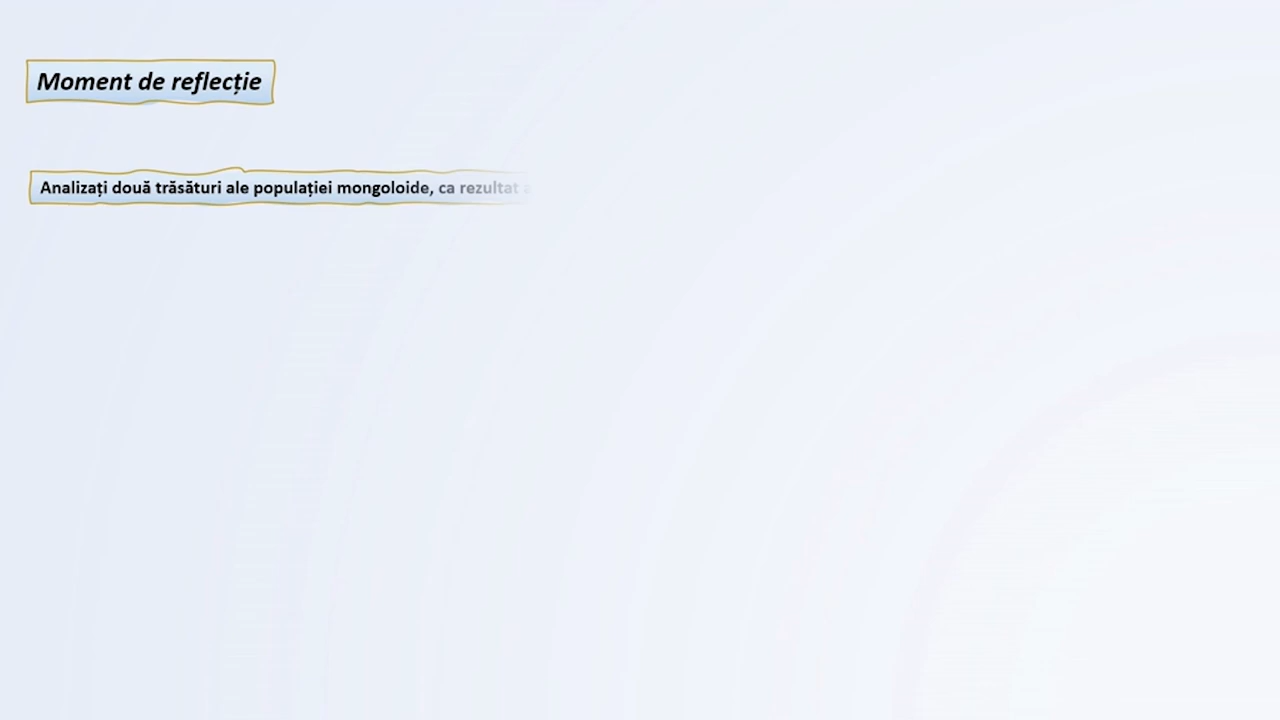 Moment de reflecție
Analizați două trăsături ale populației mongoloide, ca rezultat